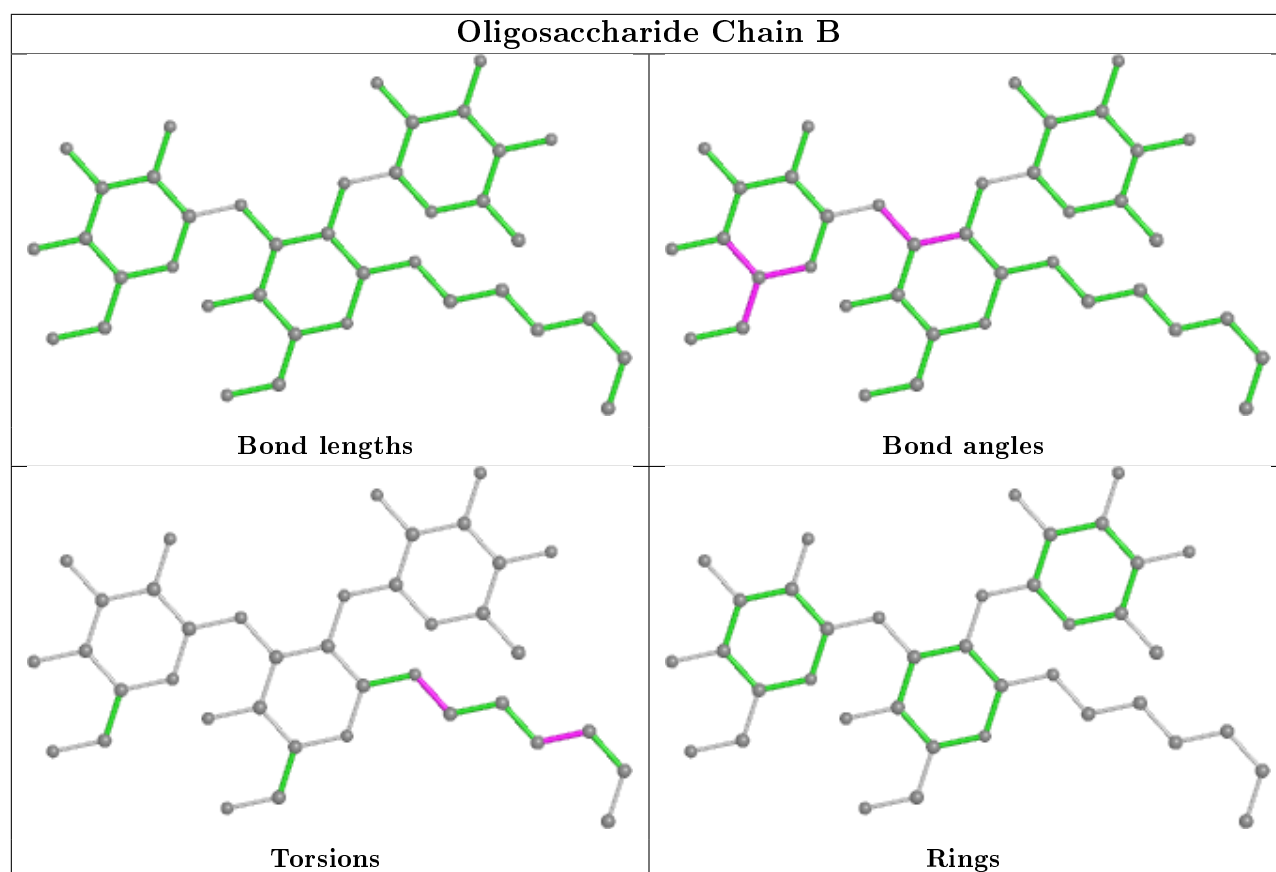 Oligosaccharide Chain B
Bond lengths
Bond angles
Torsions
Rings